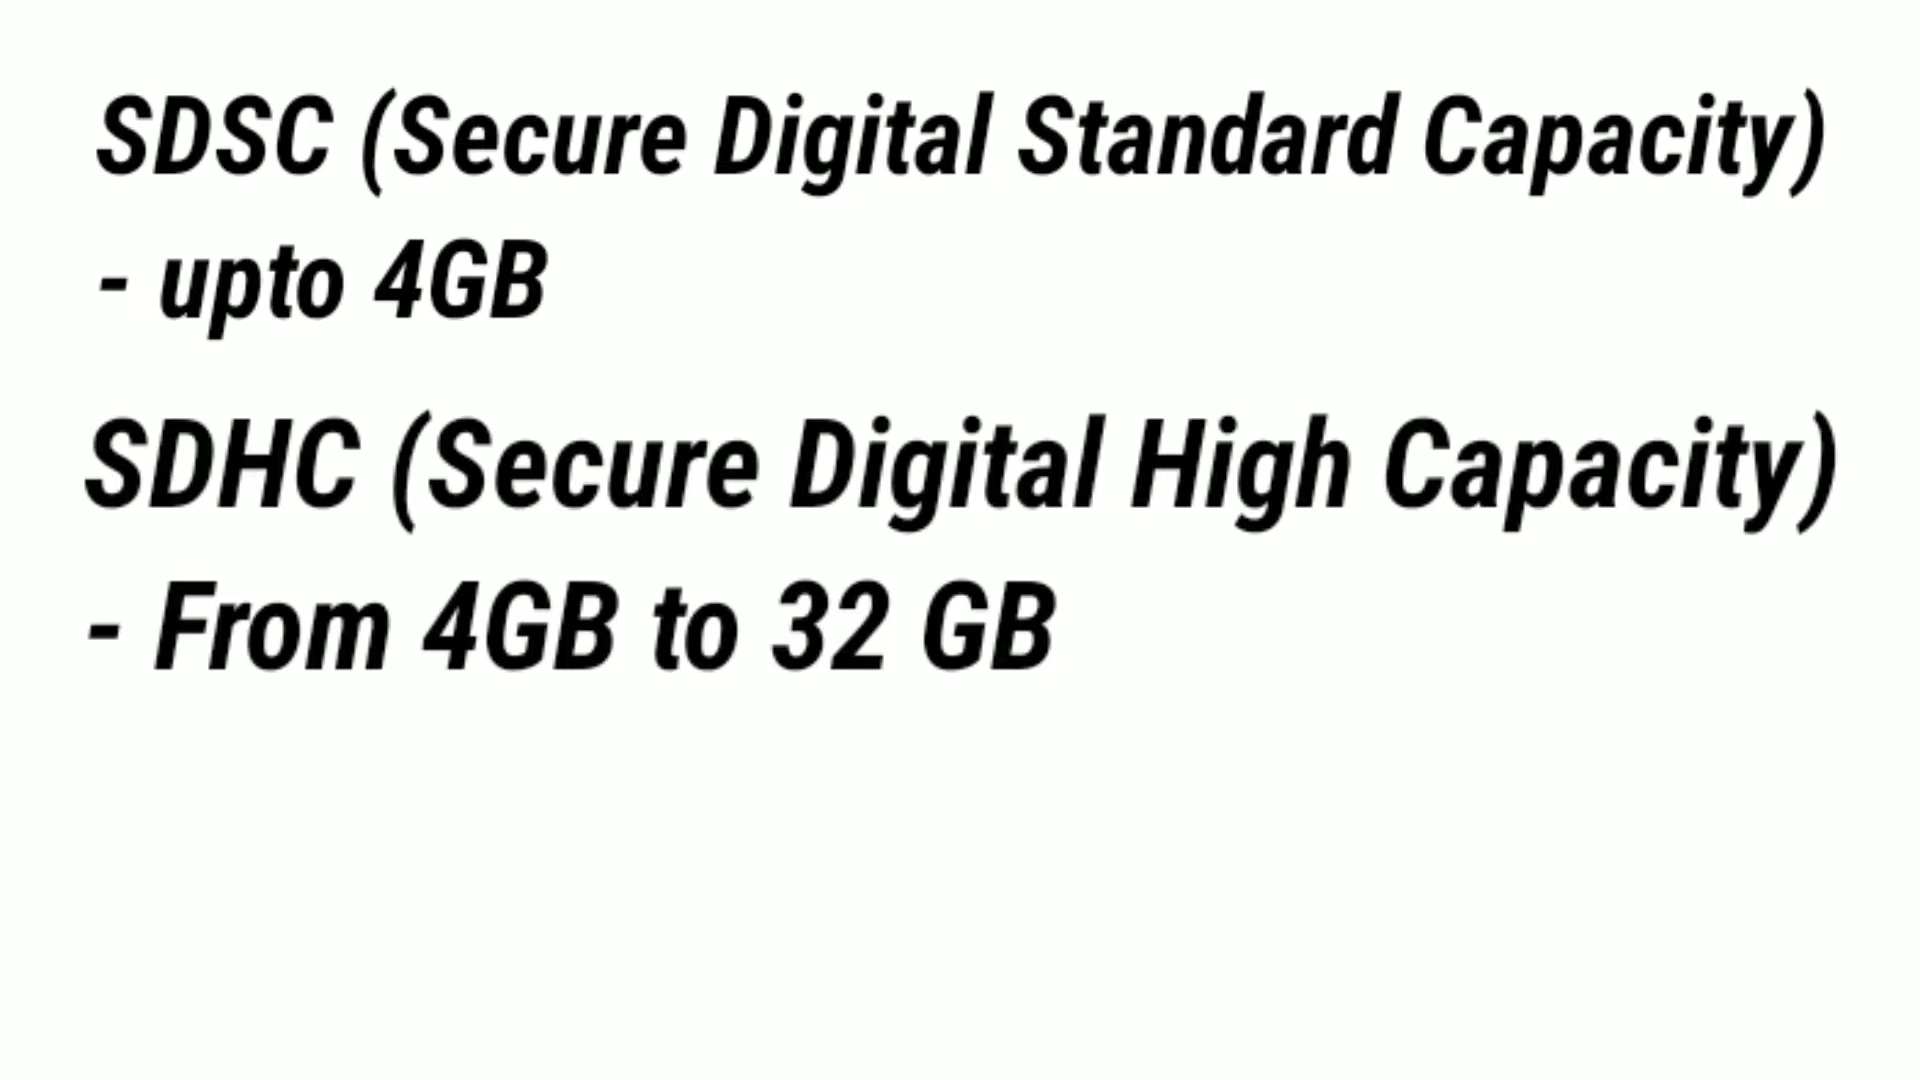 SDSC (Secure Digital Standard Capacity)
- upto 4GB
SDHC (Secure Digital High Capacity)
- From 4GB to 32 GB